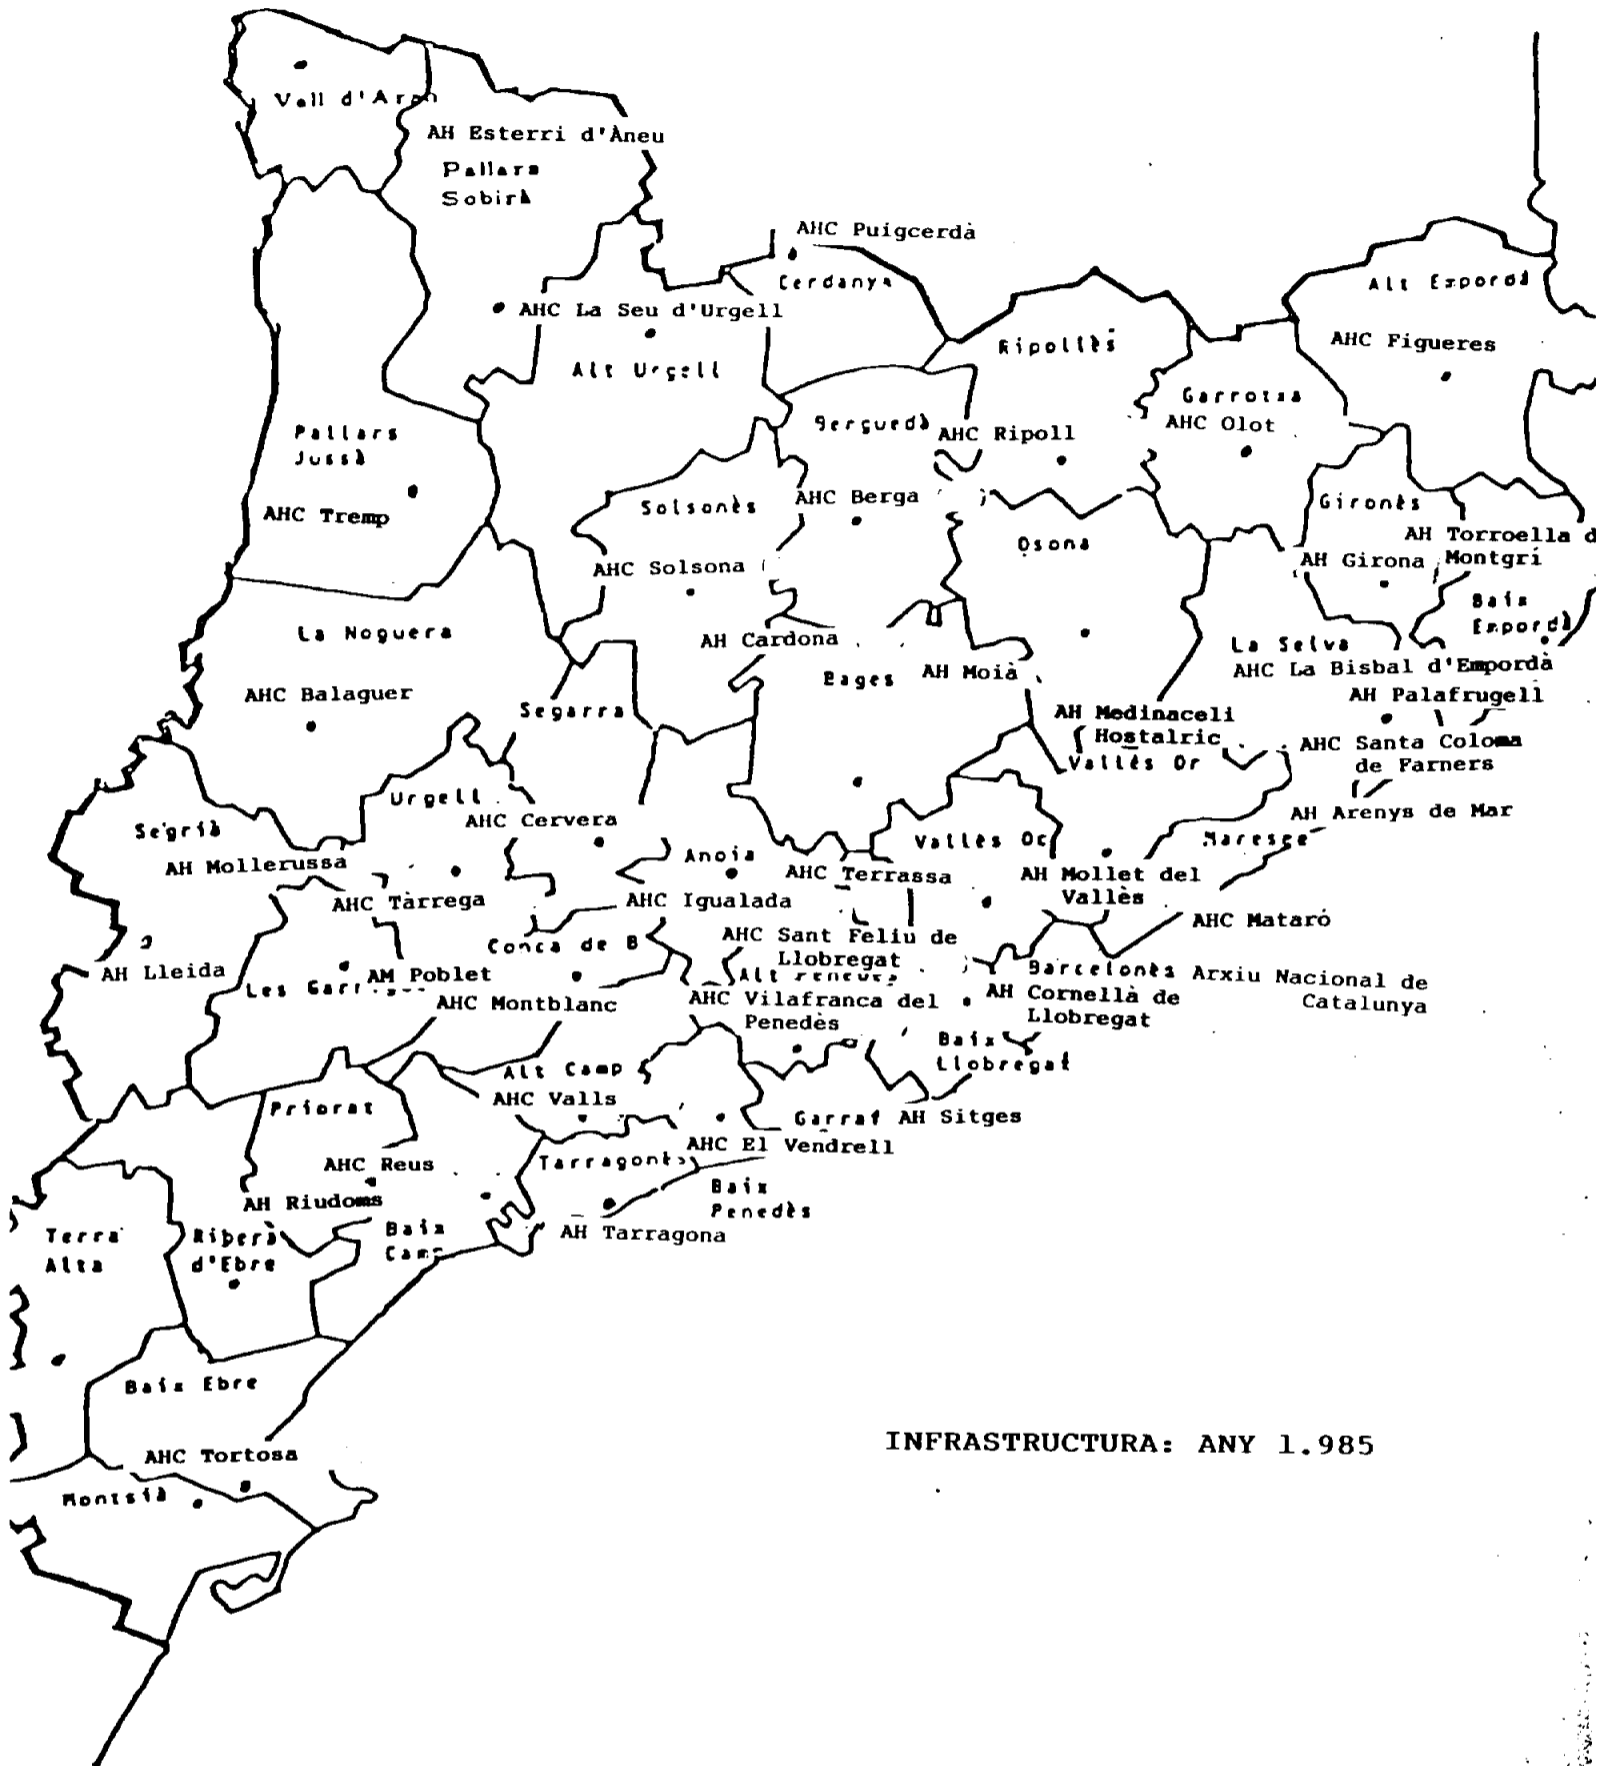 Vall d'Aran
AH Esterri d'Àneu
Pallars
Sobirà
AHC Puigcerdà
Cerdanya
Alt Empordà
AHC La Seu d'Urgell
Ripollès
AHC Figueres
Alt Urgell
Garrotxa
AHC Olot
Berguedà
AHC Ripoll
Pallars
Jussà
AHC Tremp
Solsonès
AHC Berga
Gironès
Osona
AH Torroella d
Montgrí
AH Girona
AHC Solsona
Baix
Empordà
La Noguera
AH Cardona
La Selva
AHC La Bisbal d'Empordà
AH Moià
Bages
AHC Balaguer
AH Palafrugell
Segarra
AH Medinaceli
Hostalric
AHC Santa Coloma
de Farners
Vallès Or
Urgell
AHC Cervera
AH Arenys de Mar
Segrià
Vallès Oc
Maresme
AH Mollerussa
Anoia
AHC Terrassa
AH Mollet del
Vallès
AHC Tàrrega
AHC Igualada
AHC Mataró
Conca de B
AHC Sant Feliu de
Llobregat
AH Lleida
Les Garr
AM Poblet
Alt
Barcelonès
Arxiu Nacional de
Catalunya
AHC Montblanc
AHC Vilafranca del
Penedès
AH Cornellà de
Llobregat
Baix
Llobregat
Alt Camp
AHC Valls
Priorat
Garraf
AH Sitges
AHC El Vendrell
AHC Reus
Tarragonès
AH Riudoms
Baix
Penedès
Terra
Alta
Ribera
d'Ebre
Baix
Camp
AH Tarragona
Baix Ebre
INFRASTRUCTURA: ANY 1.985
AHC Tortosa
Montsià